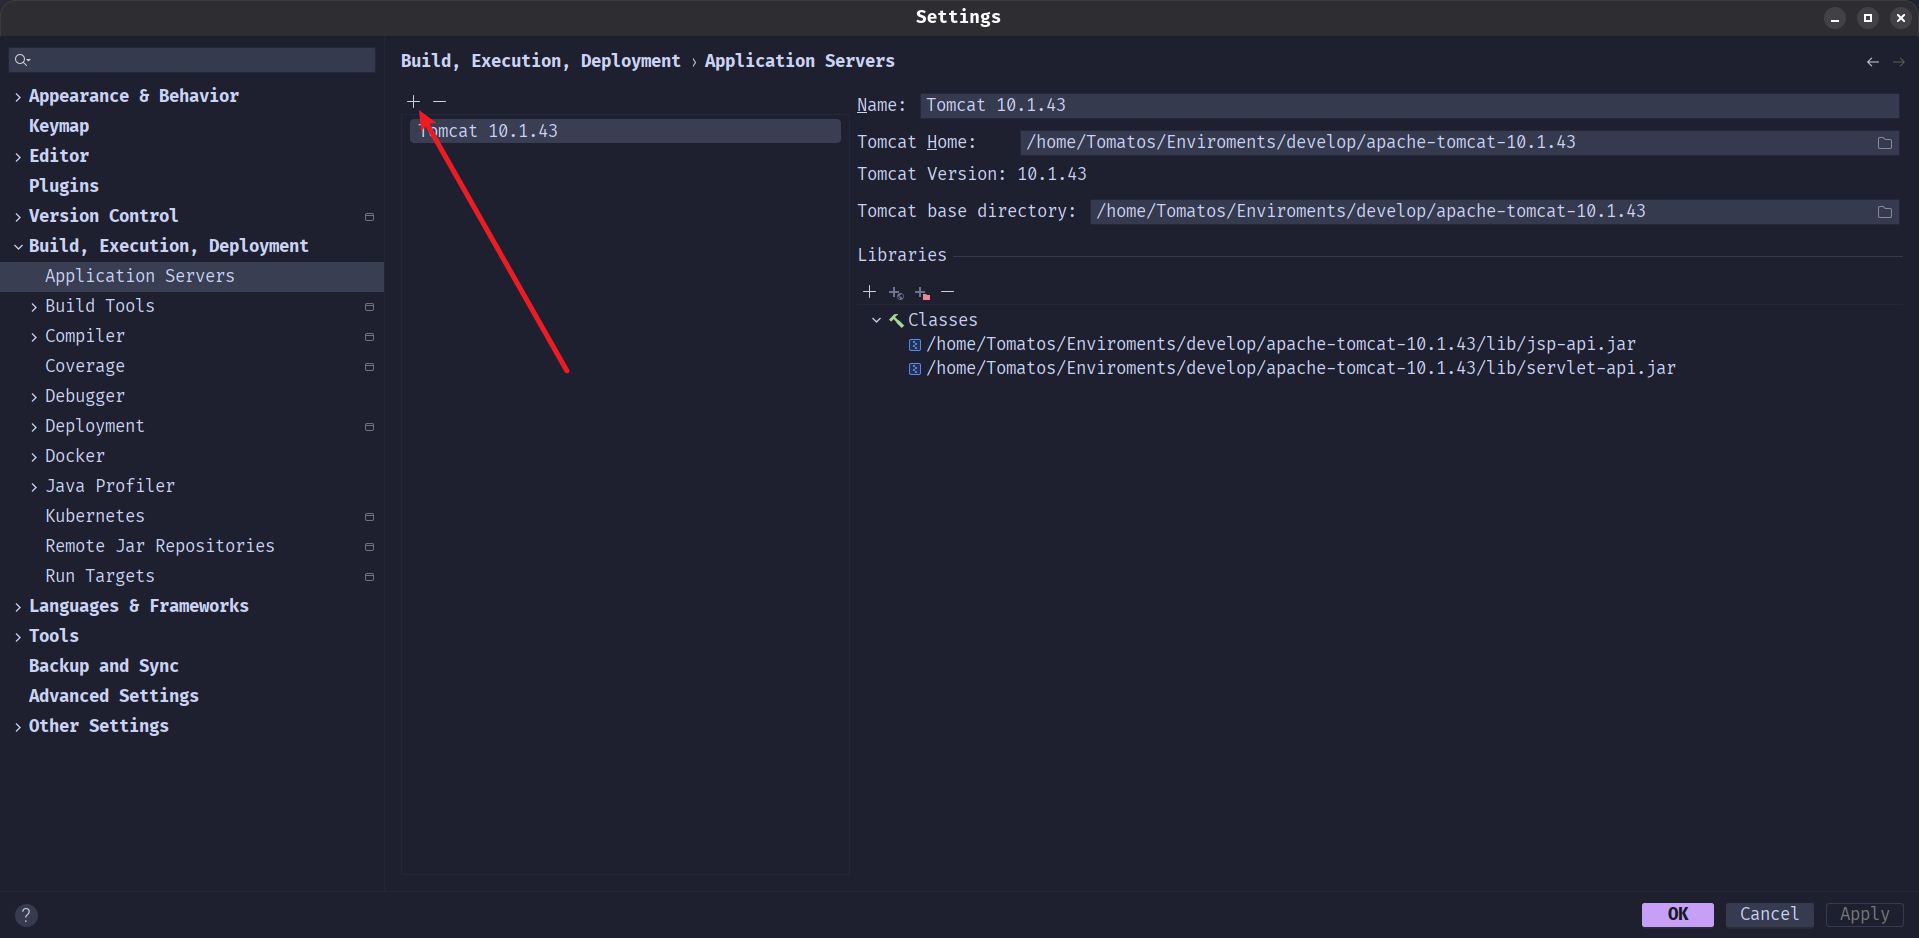 Settings
Appearance & Behavior
Keymap
Editor
Plugins
Version Control
Build, Execution, Deployment
Application Servers
Build Tools
Compiler
Coverage
Debugger
Deployment
Docker
Java Profiler
Kubernetes
Remote Jar Repositories
Run Targets
Languages & Frameworks
Tools
Backup and Sync
Advanced Settings
Other Settings
Build, Execution, Deployment › Application Servers
Tomcat 10.1.43
Name: Tomcat 10.1.43
Tomcat Home: /home/Tomatos/Enviroments/develop/apache-tomcat-10.1.43
Tomcat Version: 10.1.43
Tomcat base directory: /home/Tomatos/Enviroments/develop/apache-tomcat-10.1.43
Libraries
Classes
/home/Tomatos/Enviroments/develop/apache-tomcat-10.1.43/lib/jsp-api.jar
/home/Tomatos/Enviroments/develop/apache-tomcat-10.1.43/lib/servlet-api.jar
?
OK
Cancel
Apply